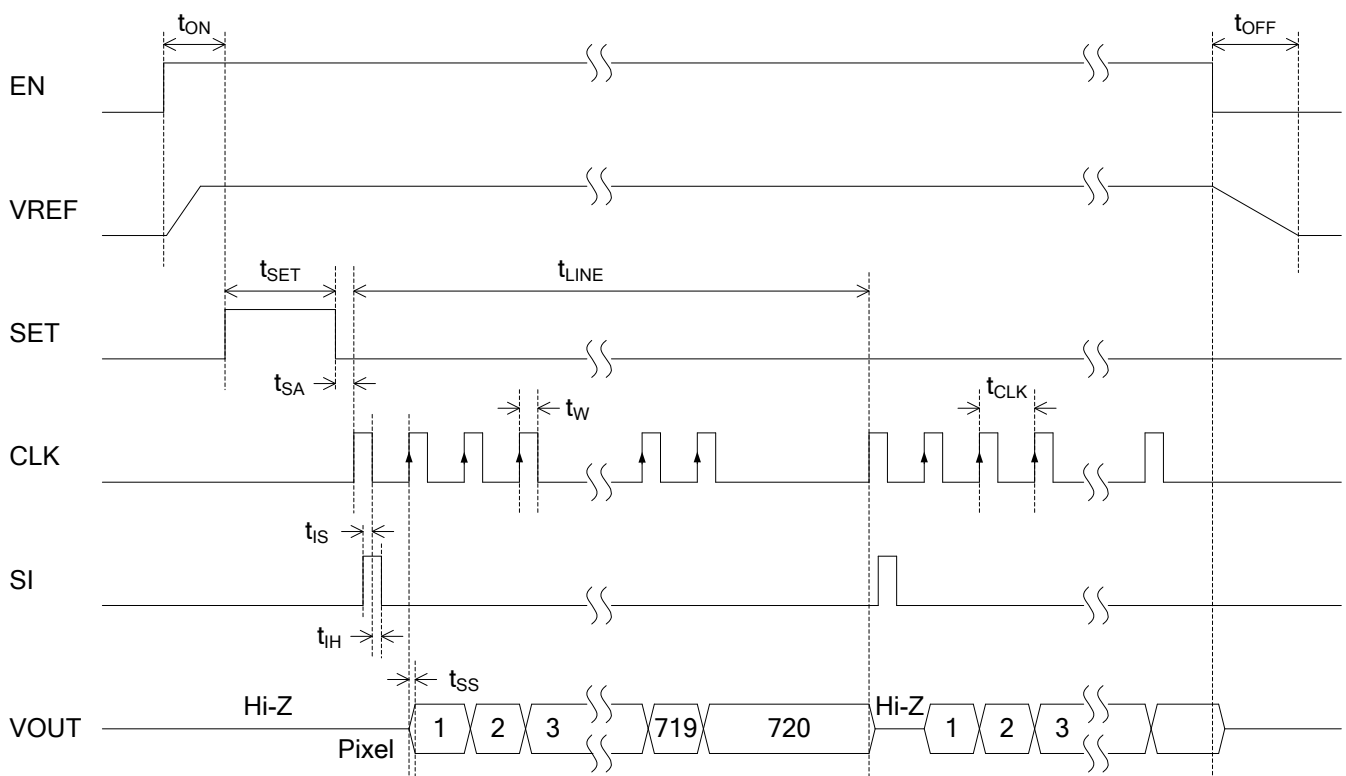 tON
tOFF
EN
VREF
tSET
tLINE
SET
tSA
tW
tCLK
CLK
tIS
SI
tIH
tSS
Hi-Z
Hi-Z
VOUT
Pixel
1 2 3 719 720 1 2 3